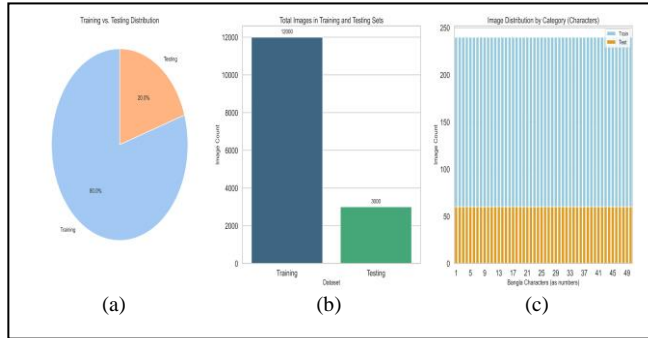 Training vs. Testing Distribution
Testing
20.0%
80.0%
Training
(a)
Total Images in Training and Testing Sets
Image Count
12000
10000
8000
6000
4000
2000
0
12000
3000
Training
Testing
Dataset
(b)
Image Distribution by Category (Characters)
Train
Test
Image Count
250
200
150
100
50
0
1 5 9 13 17 21 25 29 33 37 41 45 49
Bangla Characters (as numbers)
(c)